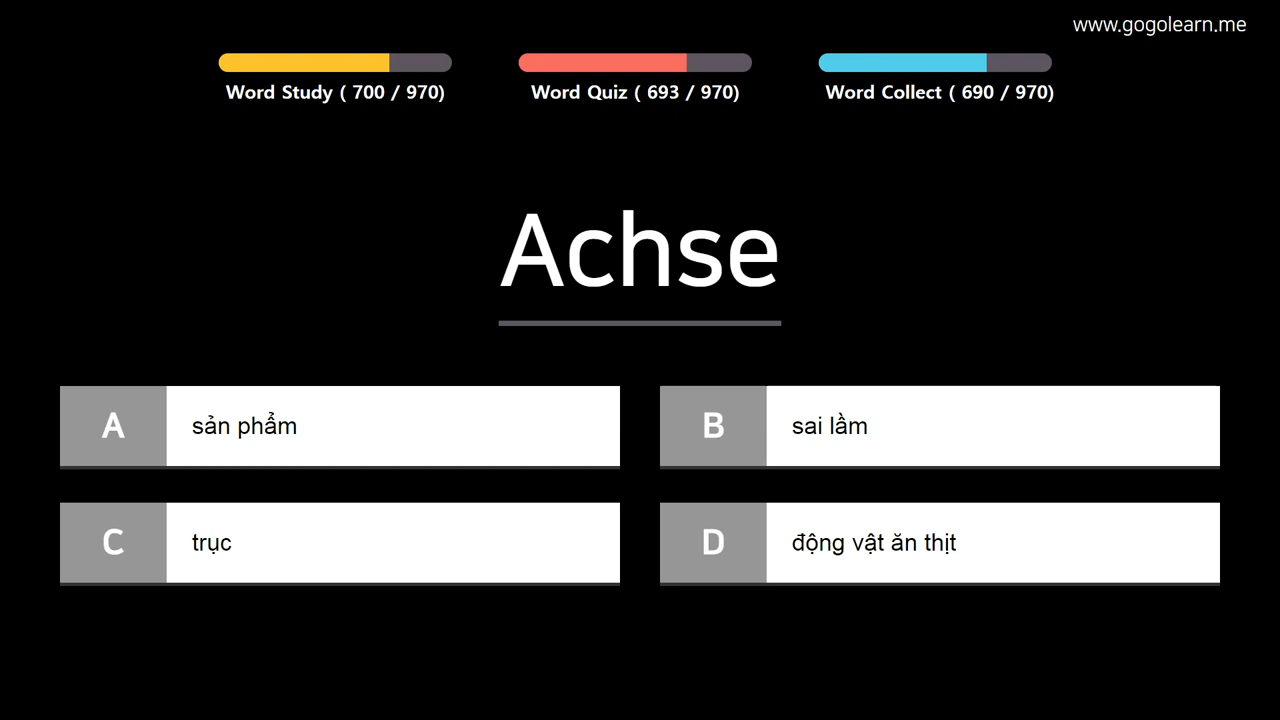 www.gogolearn.me
Word Study ( 700 / 970)
Word Quiz ( 693 / 970)
Word Collect ( 690 / 970)
Achse
A
sản phẩm
B
sai lầm
C
trục
D
động vật ăn thịt